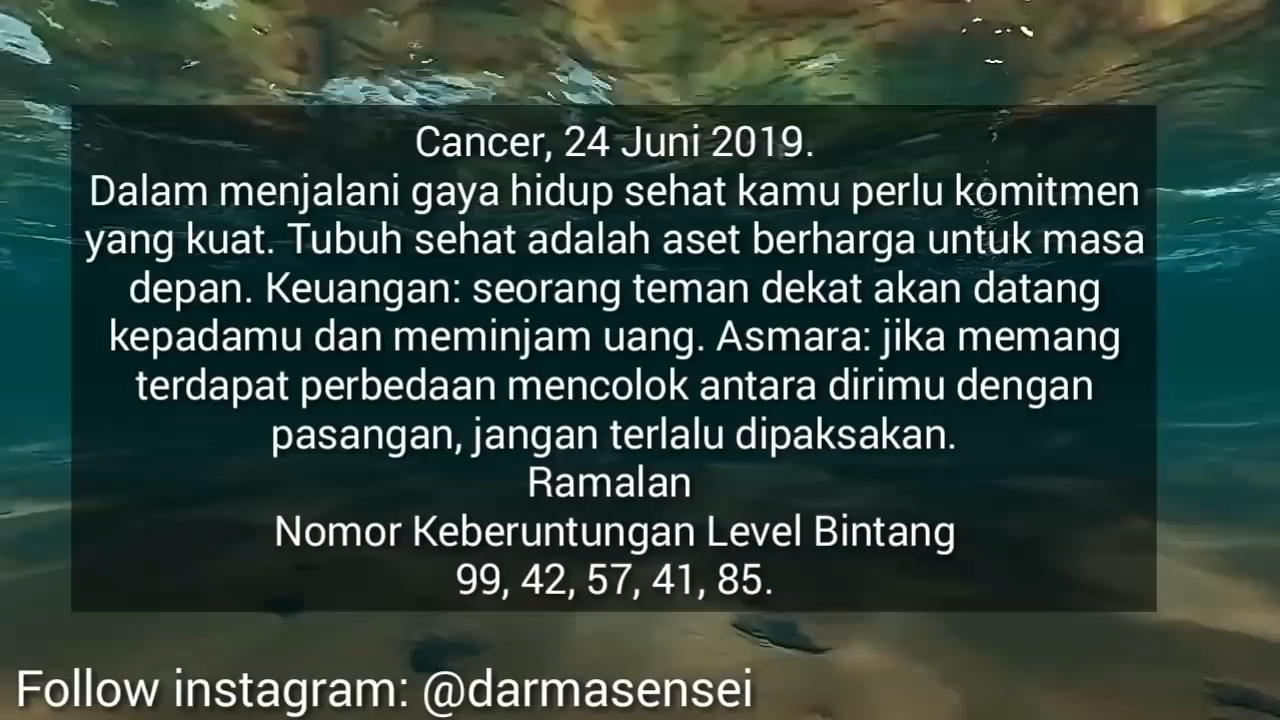 Cancer, 24 Juni 2019.
Dalam menjalani gaya hidup sehat kamu perlu komitmen
yang kuat. Tubuh sehat adalah aset berharga untuk masa
depan. Keuangan: seorang teman dekat akan datang
kepadamu dan meminjam uang. Asmara: jika memang
terdapat perbedaan mencolok antara dirimu dengan
pasangan, jangan terlalu dipaksakan.
Ramalan
Nomor Keberuntungan Level Bintang
99, 42, 57, 41, 85.
Follow instagram: @darmasensei